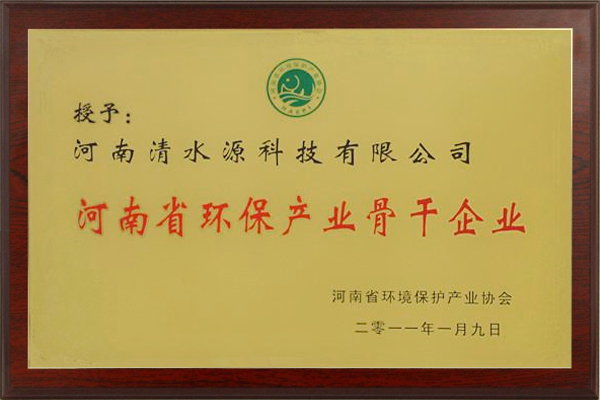 授予：
河南清水源科技有限公司
河南省环保产业骨干企业
河南省环境保护产业协会
二零一一年一月九日